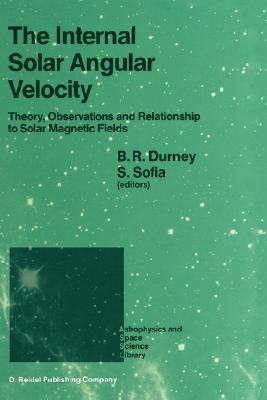 The Internal
Solar Angular
Velocity
Theory, Observations and Relationship
to Solar Magnetic Fields
B. R. Durney
S. Sofia
(editors)
Astrophysics and
Space
Science
Library
D. Reidel Publishing Company